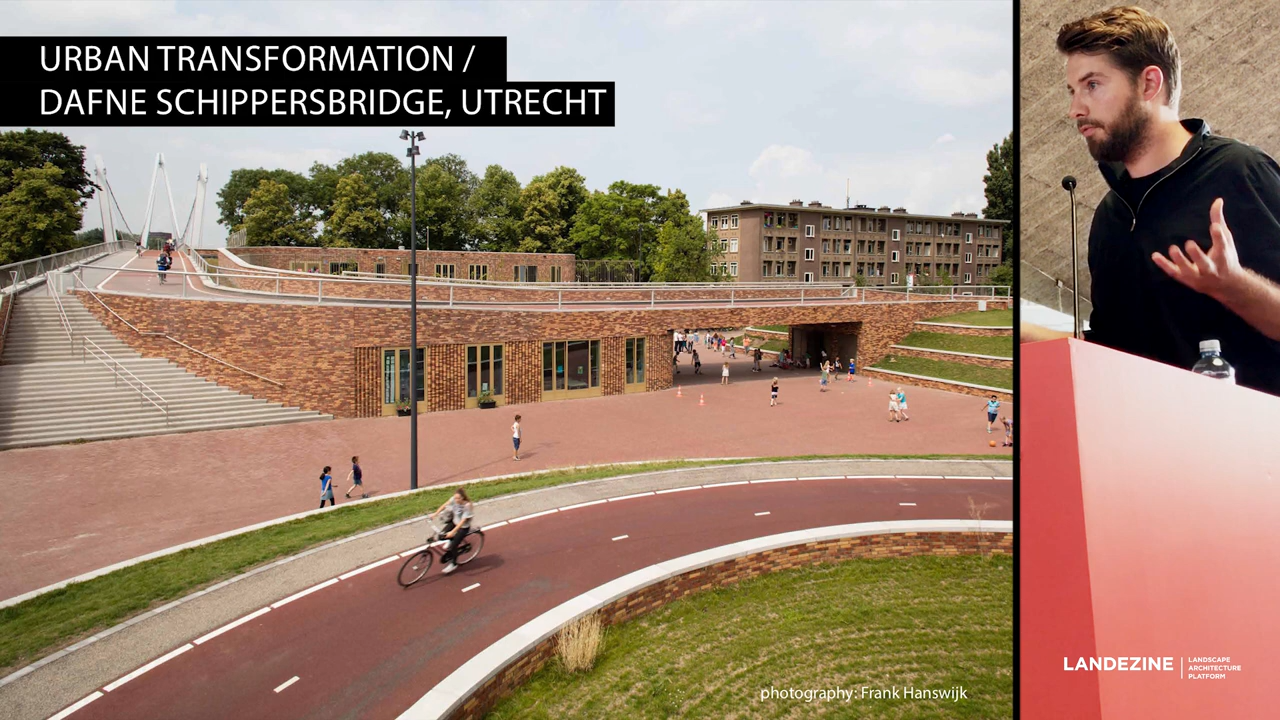 URBAN TRANSFORMATION /
DAFNE SCHIPPERSBRIDGE, UTRECHT
photography: Frank Hanswijk
LANDEZINE
LANDSCAPE
ARCHITECTURE
PLATFORM